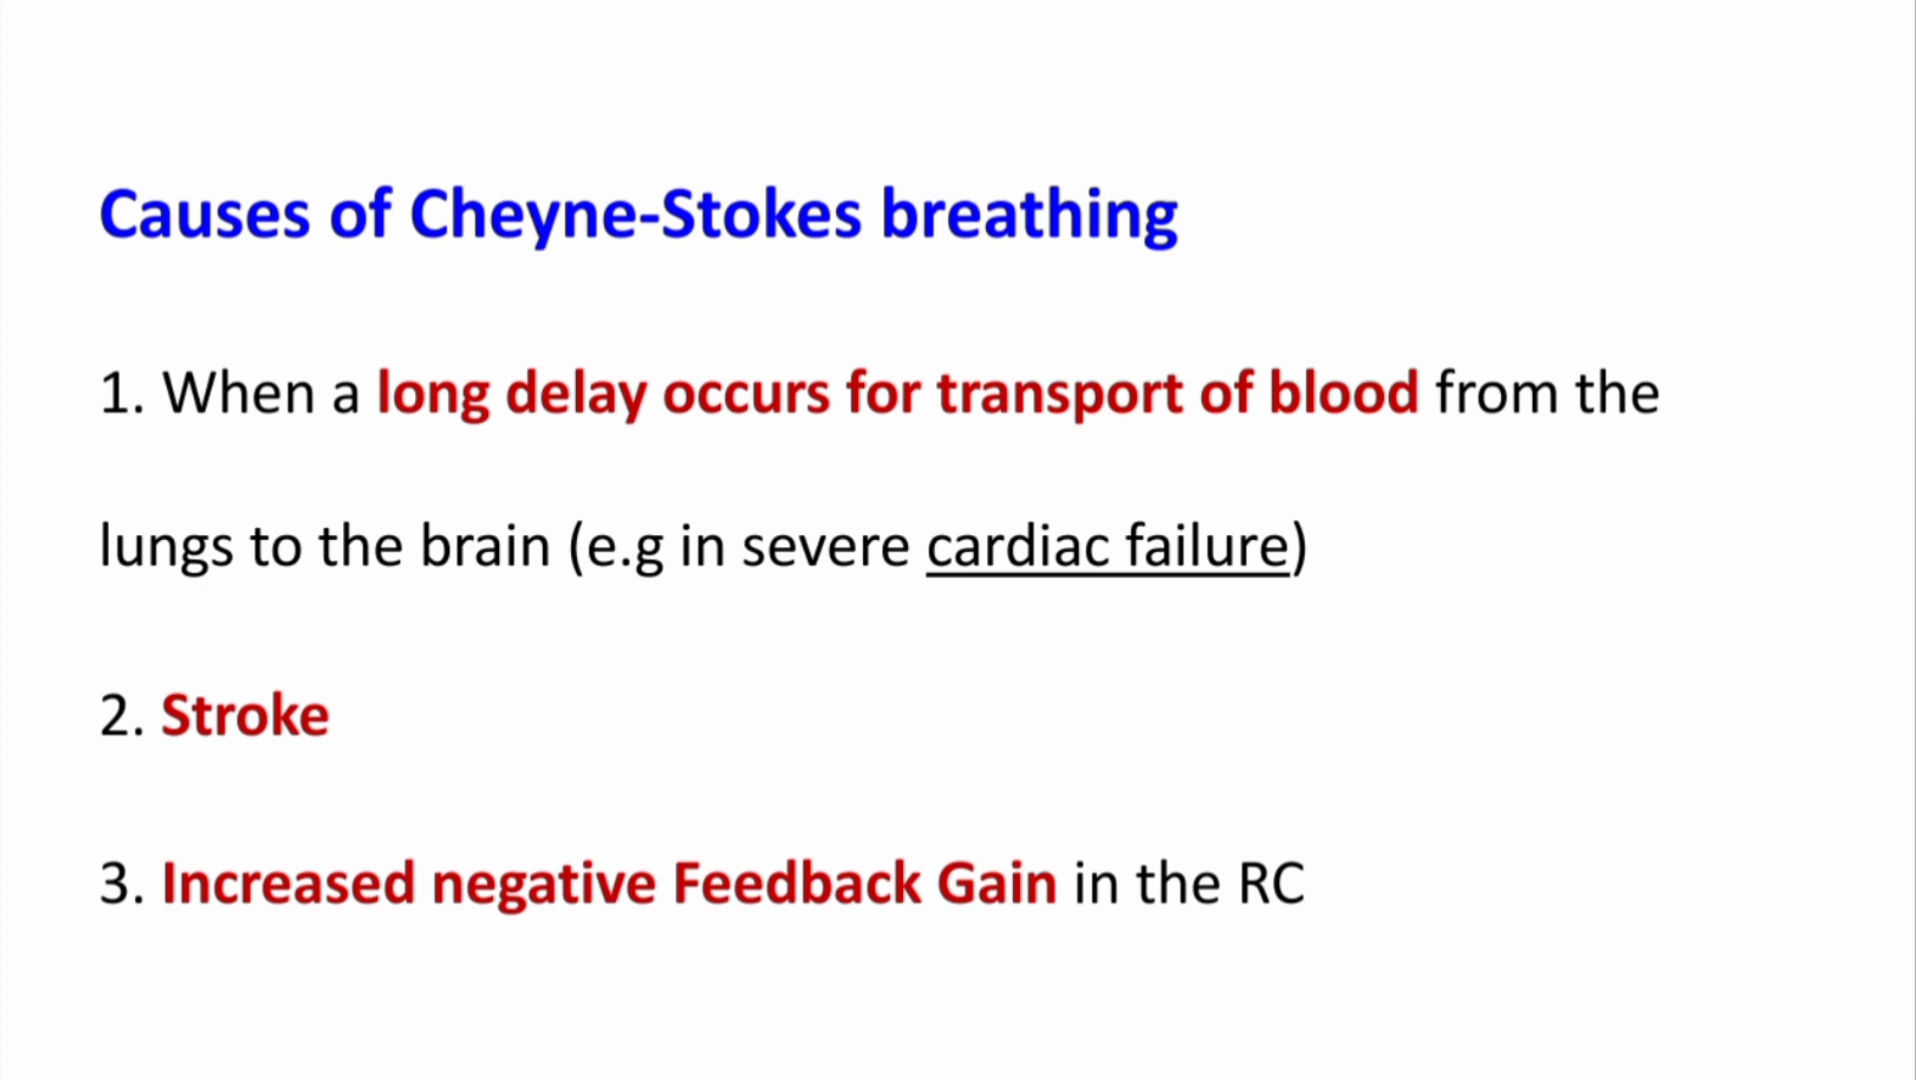 Causes of Cheyne-Stokes breathing
1. When a long delay occurs for transport of blood from the
lungs to the brain (e.g in severe cardiac failure)
2. Stroke
3. Increased negative Feedback Gain in the RC